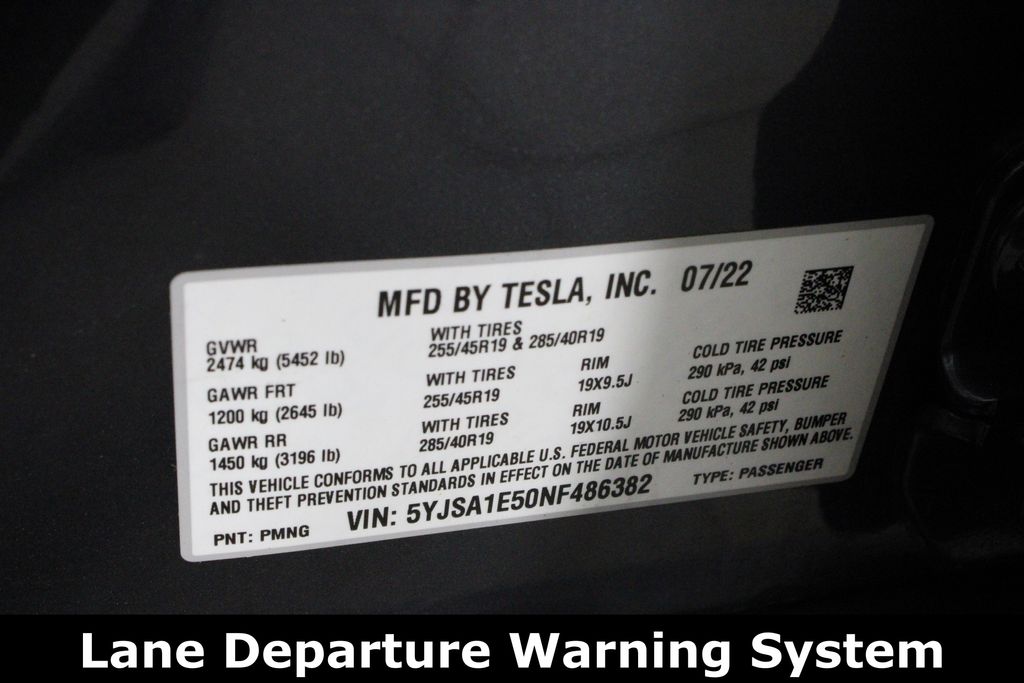 MFD BY TESLA, INC. 07/22
GVWR
2474 kg (5452 lb)
WITH TIRES
255/45R19 & 285/40R19
GAWR FRT
1200 kg (2645 lb)
WITH TIRES
255/45R19
RIM
19X9.5J
COLD TIRE PRESSURE
290 kPa, 42 psi
GAWR RR
1450 kg (3196 lb)
WITH TIRES
285/40R19
RIM
19X10.5J
COLD TIRE PRESSURE
290 kPa, 42 psi
THIS VEHICLE CONFORMS TO ALL APPLICABLE U.S. FEDERAL MOTOR VEHICLE SAFETY, BUMPER
AND THEFT PREVENTION STANDARDS IN EFFECT ON THE DATE OF MANUFACTURE SHOWN ABOVE.
PNT: PMNG VIN: 5YJSA1E50NF486382 TYPE: PASSENGER
Lane Departure Warning System